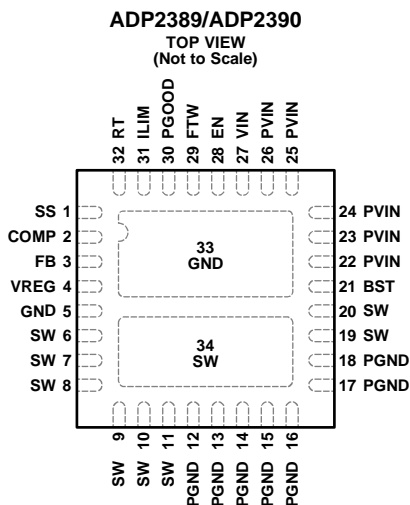 ADP2389/ADP2390
TOP VIEW
(Not to Scale)
32 RT
31 ILIM
30 PGOOD
29 FTW
28 EN
27 VIN
26 PVIN
25 PVIN
SS 1
COMP 2
FB 3
VREG 4
GND 5
SW 6
SW 7
SW 8
33
GND
34
SW
24 PVIN
23 PVIN
22 PVIN
21 BST
20 SW
19 SW
18 PGND
17 PGND
SW 9
SW 10
SW 11
PGND 12
PGND 13
PGND 14
PGND 15
PGND 16